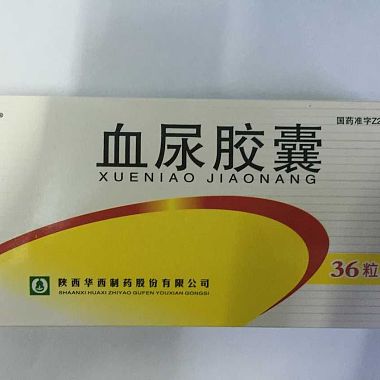 ®
国药准字Z2
血尿胶囊
XUENIAO JIAONANG
36粒
陕西华西制药股份有限公司
SHAANXI HUAXI ZHIYAO GUFEN YOUXIAN GONGSI